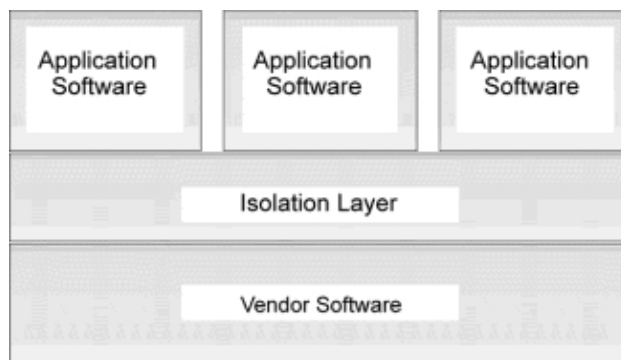 Application
Software
Application
Software
Application
Software
Isolation Layer
Vendor Software